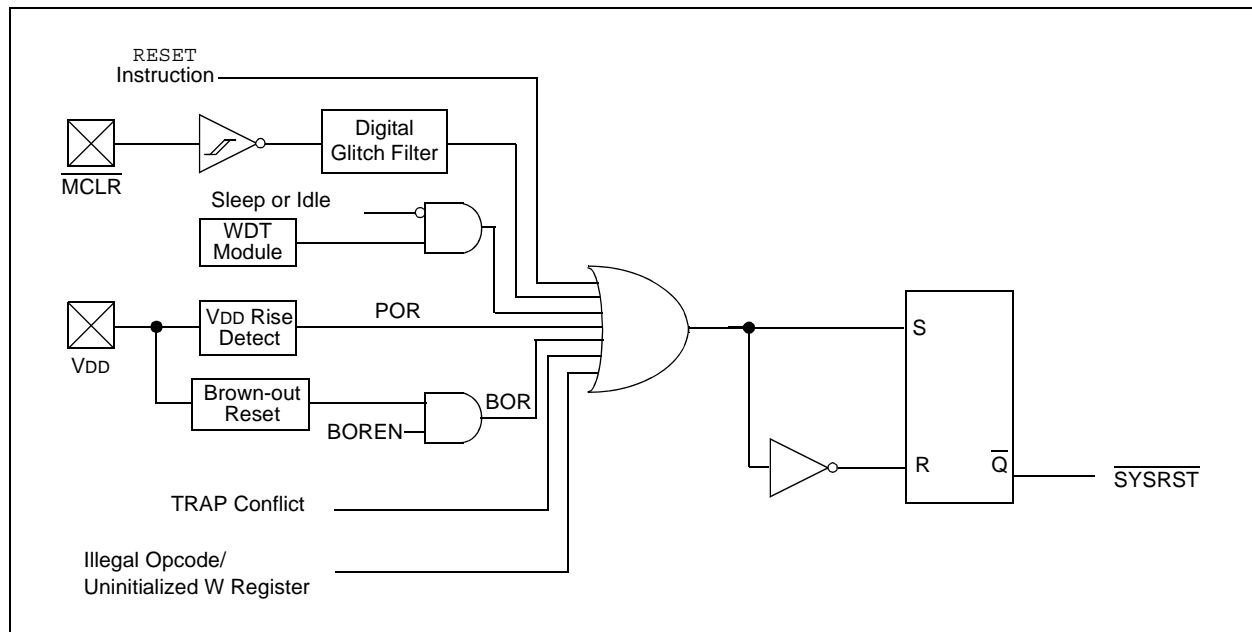 RESET
Instruction
Digital
Glitch Filter
MCLR
Sleep or Idle
WDT
Module
VDD
VDD Rise
Detect
POR
Brown-out
Reset
BOREN
BOR
TRAP Conflict
Illegal Opcode/
Uninitialized W Register
S
R
Q
SYSRST